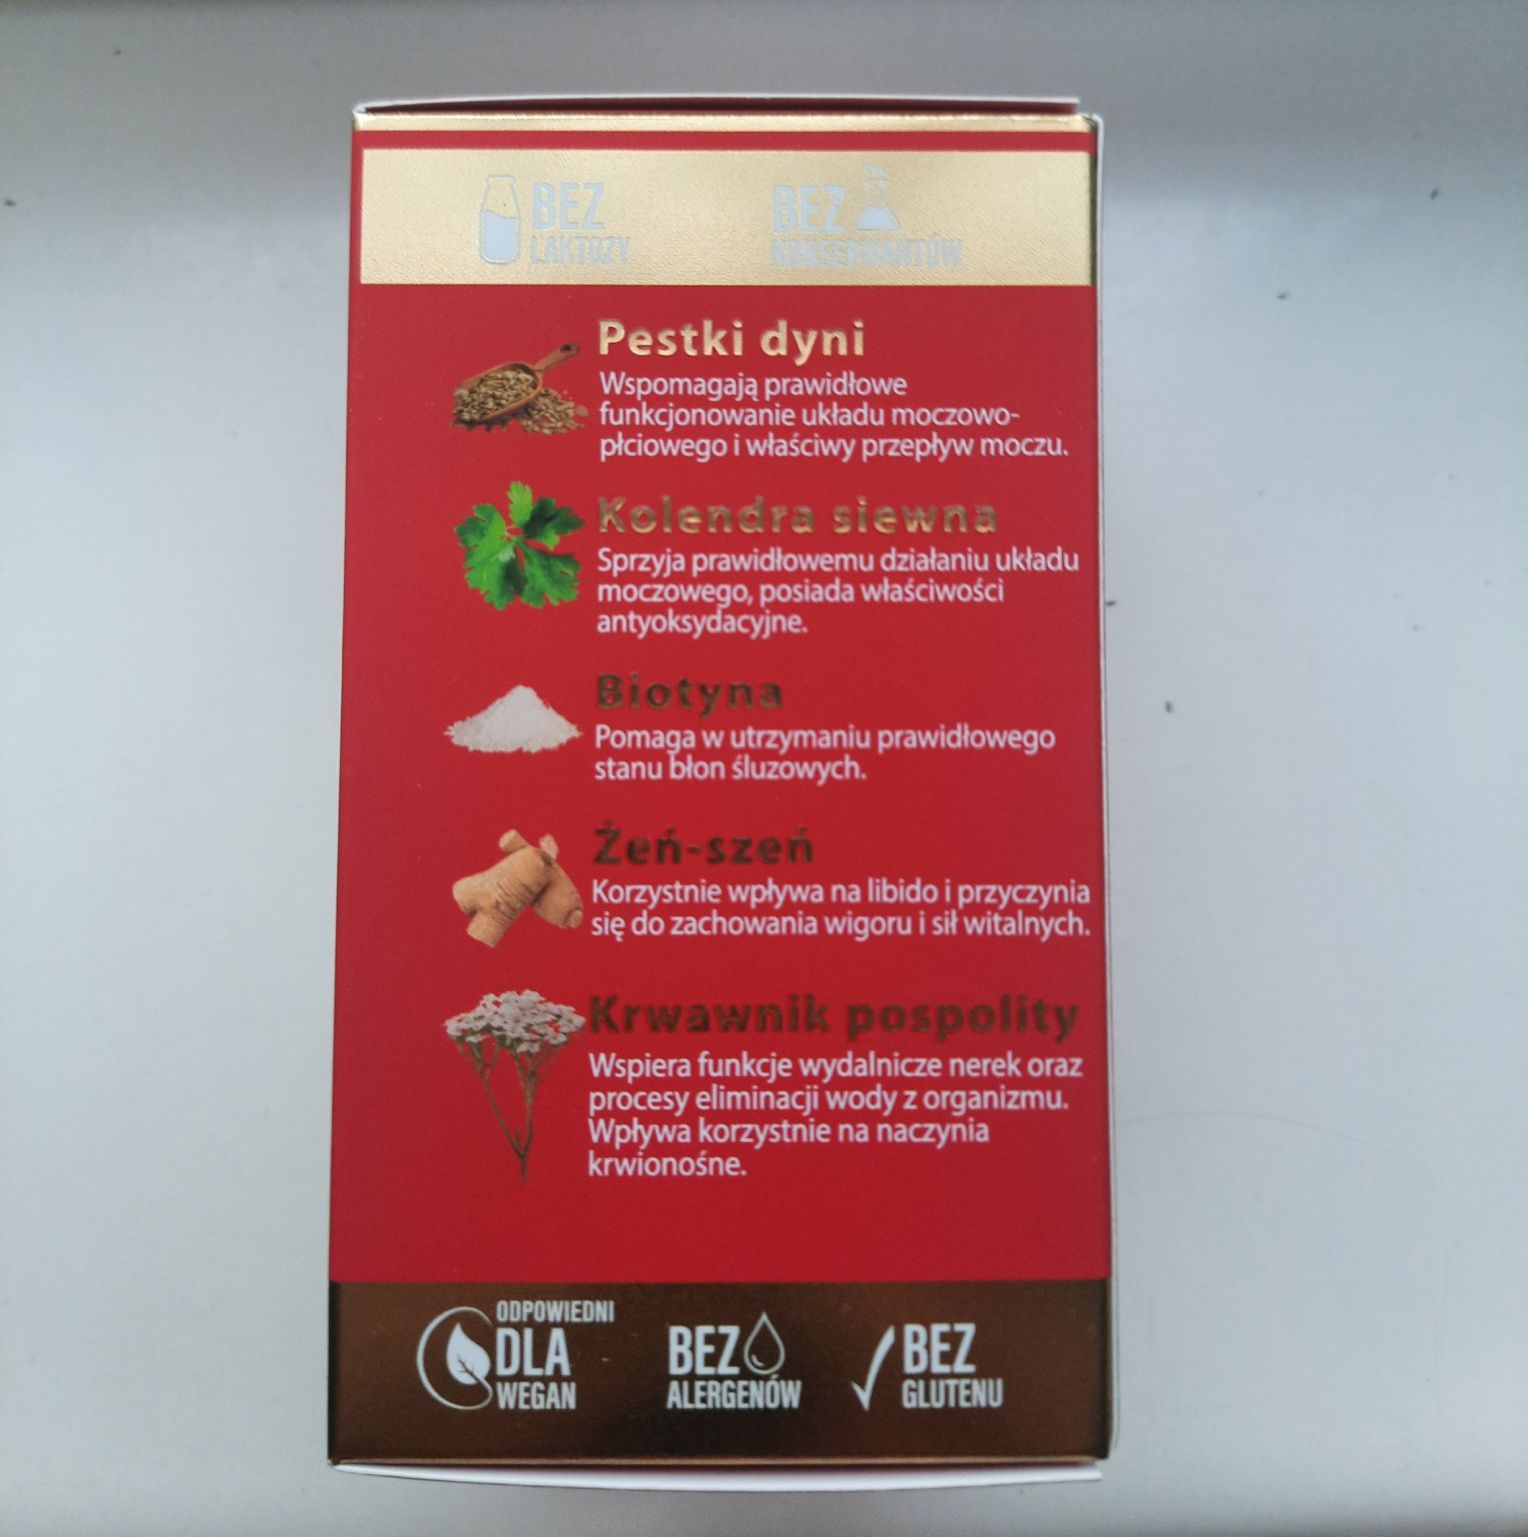 BEZ
LAKTOZY
BEZ
KONSERWANTÓW
Pestki dyni
Wspomagają prawidłowe
funkcjonowanie układu moczowo-
płciowego i właściwy przepływ moczu.
Kolendra siewna
Sprzyja prawidłowemu działaniu układu
moczowego, posiada właściwości
antyoksydacyjne.
Biotyna
Pomaga w utrzymaniu prawidłowego
stanu błon śluzowych.
Żeń-szeń
Korzystnie wpływa na libido i przyczynia
się do zachowania wigoru i sił witalnych.
Krwawnik pospolity
Wspiera funkcje wydalnicze nerek oraz
procesy eliminacji wody z organizmu.
Wpływa korzystnie na naczynia
krwionośne.
ODPOWIEDNI
DLA
WEGAN
BEZ
ALERGENÓW
BEZ
GLUTENU